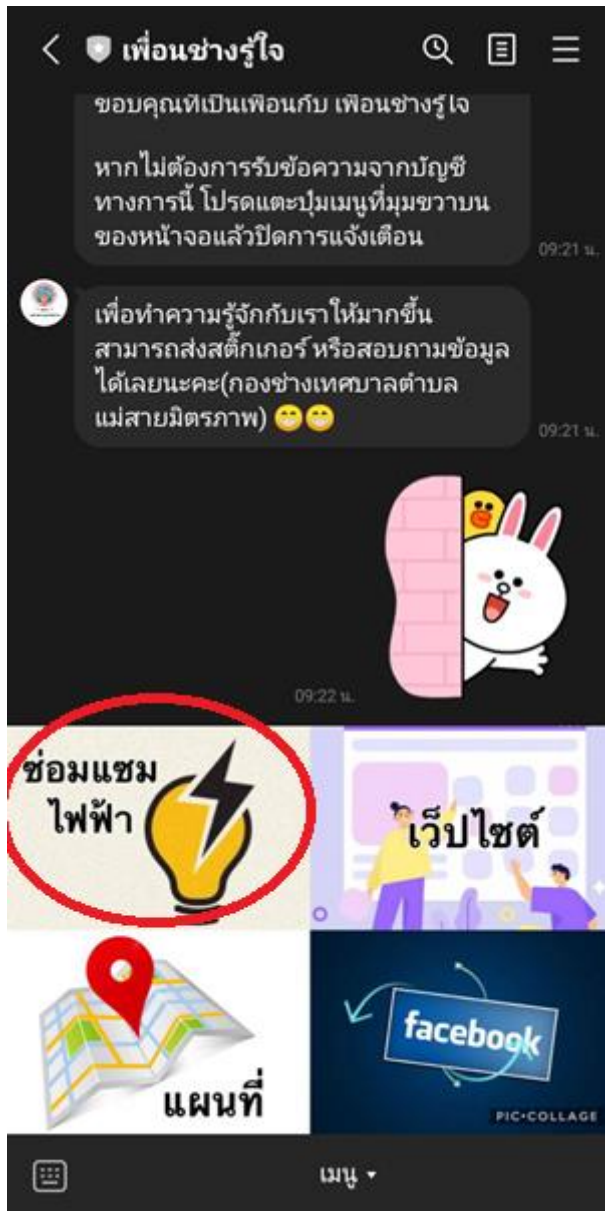 เพื่อนช่างรู้ใจ
ขอบคุณที่เป็นเพื่อนกับ เพื่อนช่างรู้ใจ
หากไม่ต้องการรับข้อความจากบัญชี
ทางการนี้ โปรดแตะปุ่มเมนูที่มุมขวาบน
ของหน้าจอแล้วปิดการแจ้งเตือน
09:21 น.
เพื่อทำความรู้จักกับเราให้มากขึ้น
สามารถส่งสติ๊กเกอร์ หรือสอบถามข้อมูล
ได้เลยนะคะ(กองช่างเทศบาลตำบล
แม่สายมิตรภาพ) 😁😁
09:21 น.
09:22 น.
ซ่อมแซม
ไฟฟ้า
เว็บไซต์
แผนที่
facebook
PIC•COLLAGE
เมนู